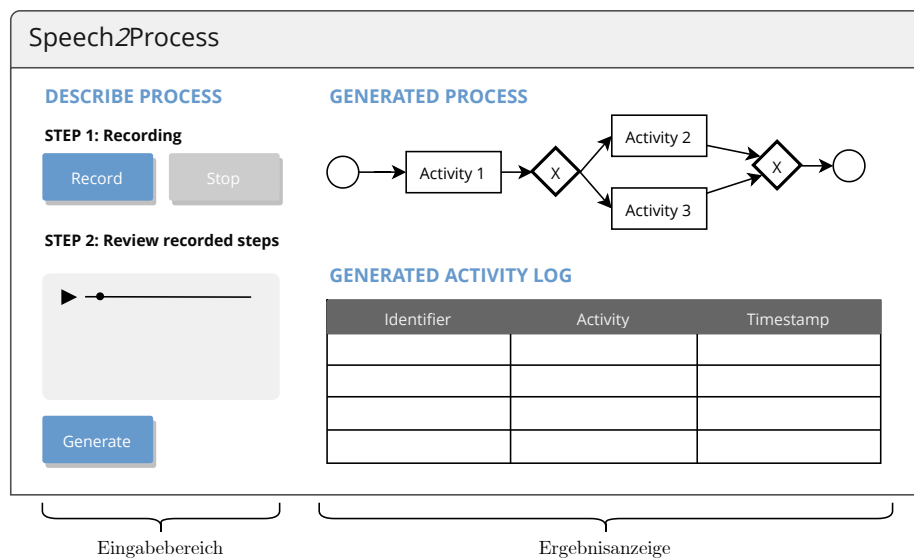 Speech2Process
DESCRIBE PROCESS
STEP 1: Recording
Record
Stop
STEP 2: Review recorded steps
Generate
GENERATED PROCESS
Activity 1
X
Activity 2
Activity 3
X
GENERATED ACTIVITY LOG
Identifier Activity Timestamp
Eingabebereich
Ergebnisanzeige